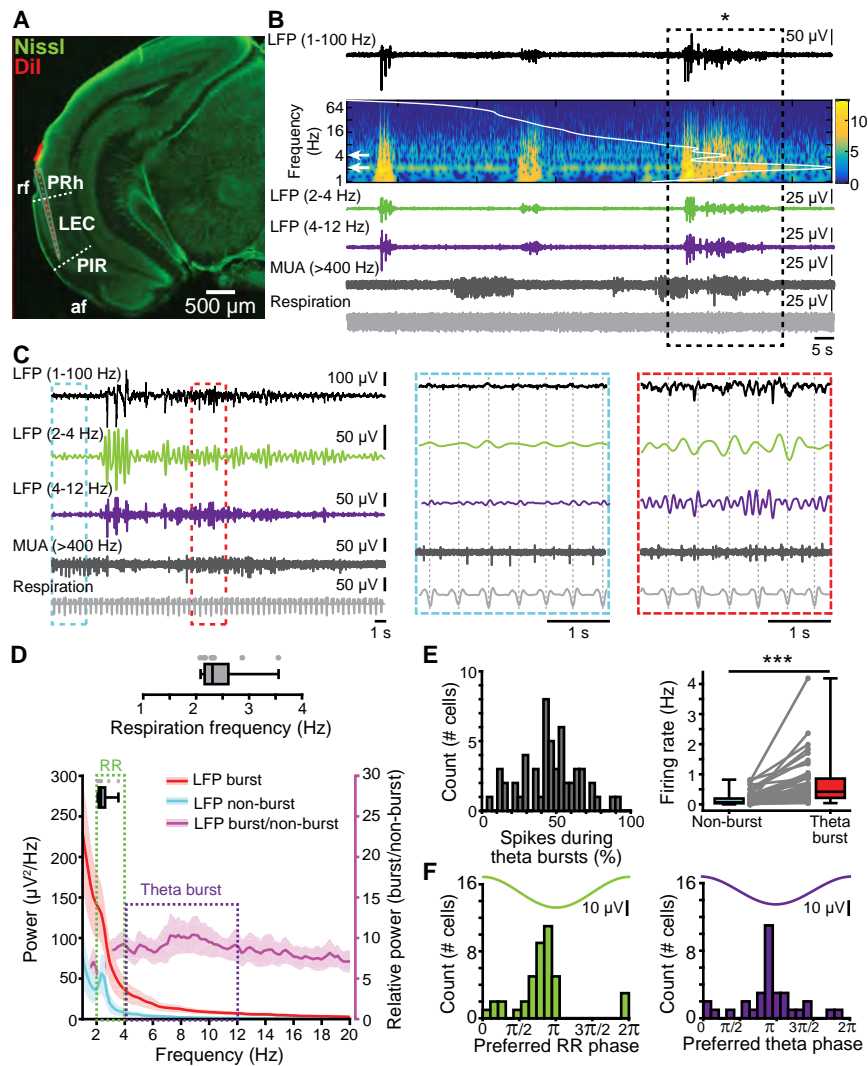 A
Nissl
DiI
rf
PRh
LEC
PIR
af
500 µm
B
LFP (1-100 Hz)
*
50 µV
Frequency
(Hz)
64
16
4
1
10
5
0
LFP (2-4 Hz)
25 µV
LFP (4-12 Hz)
25 µV
MUA (>400 Hz)
25 µV
Respiration
25 µV
5 s
C
LFP (1-100 Hz)
100 µV
LFP (2-4 Hz)
50 µV
LFP (4-12 Hz)
50 µV
MUA (>400 Hz)
50 µV
Respiration
50 µV
1 s
1 s
1 s
D
1 2 3 4
Respiration frequency (Hz)
RR
LFP burst
LFP non-burst
LFP burst/non-burst
Theta burst
Power (µV²/Hz)
300
250
200
150
100
50
0
Relative power (burst/non-burst)
30
25
20
15
10
5
0
2 4 6 8 10 12 14 16 18 20
Frequency (Hz)
E
Count (# cells)
10
5
0
0 50 100
Spikes during
theta bursts (%)
***
Firing rate (Hz)
4
3
2
1
0
Non-burst
Theta
burst
F
Count (# cells)
16
12
8
4
0
10 µV
0 π/2 π 3π/2 2π
Preferred RR phase
Count (# cells)
16
12
8
4
0
10 µV
0 π/2 π 3π/2 2π
Preferred theta phase